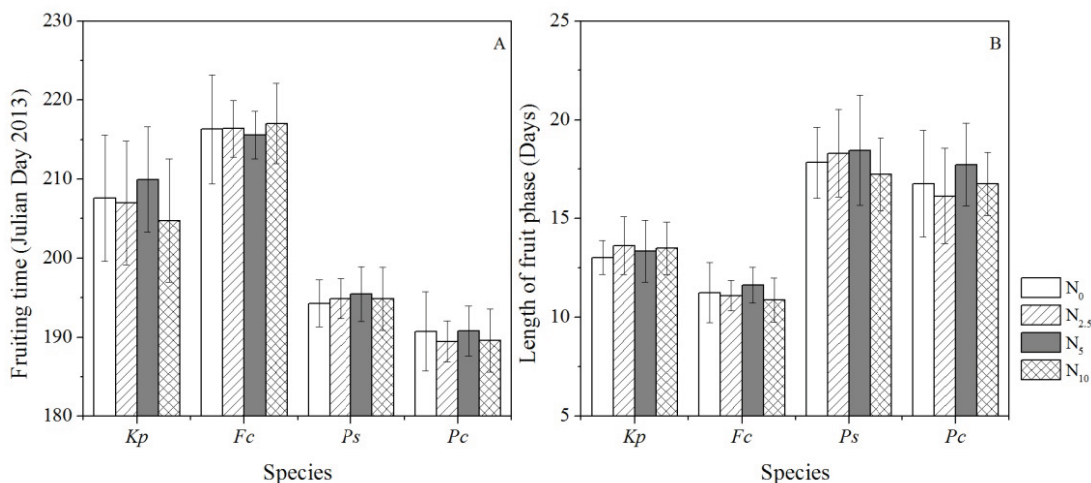 A
Fruiting time (Julian Day 2013)
230
220
210
200
190
180
Kp Fc Ps Pc
Species
B
Length of fruit phase (Days)
25
20
15
10
5
Kp Fc Ps Pc
Species
N0
N2.5
N5
N10